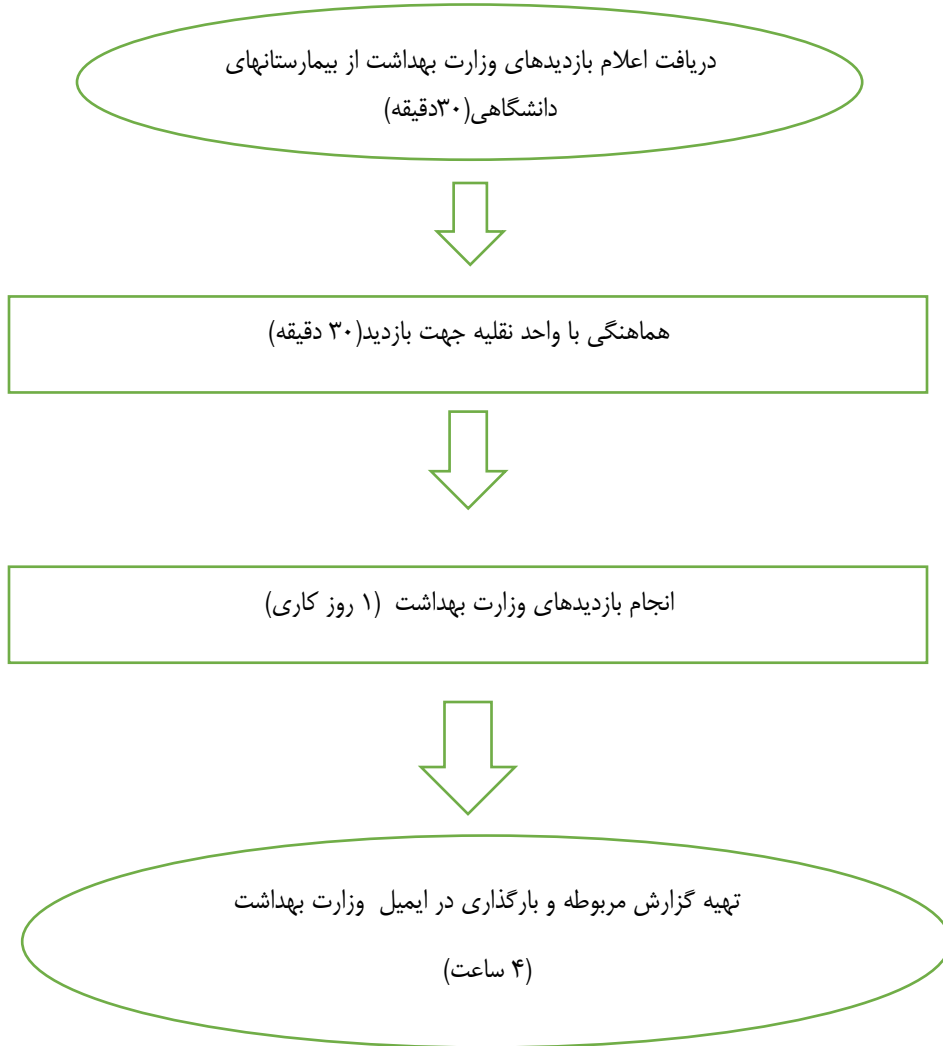 دریافت اعلام بازدیدهای وزارت بهداشت از بیمارستانهای
دانشگاهی(۳۰دقیقه)
هماهنگی با واحد نقلیه جهت بازدید(۳۰ دقیقه)
انجام بازدیدهای وزارت بهداشت (۱ روز کاری)
تهیه گزارش مربوطه و بارگذاری در ایمیل وزارت بهداشت
(۴ ساعت)